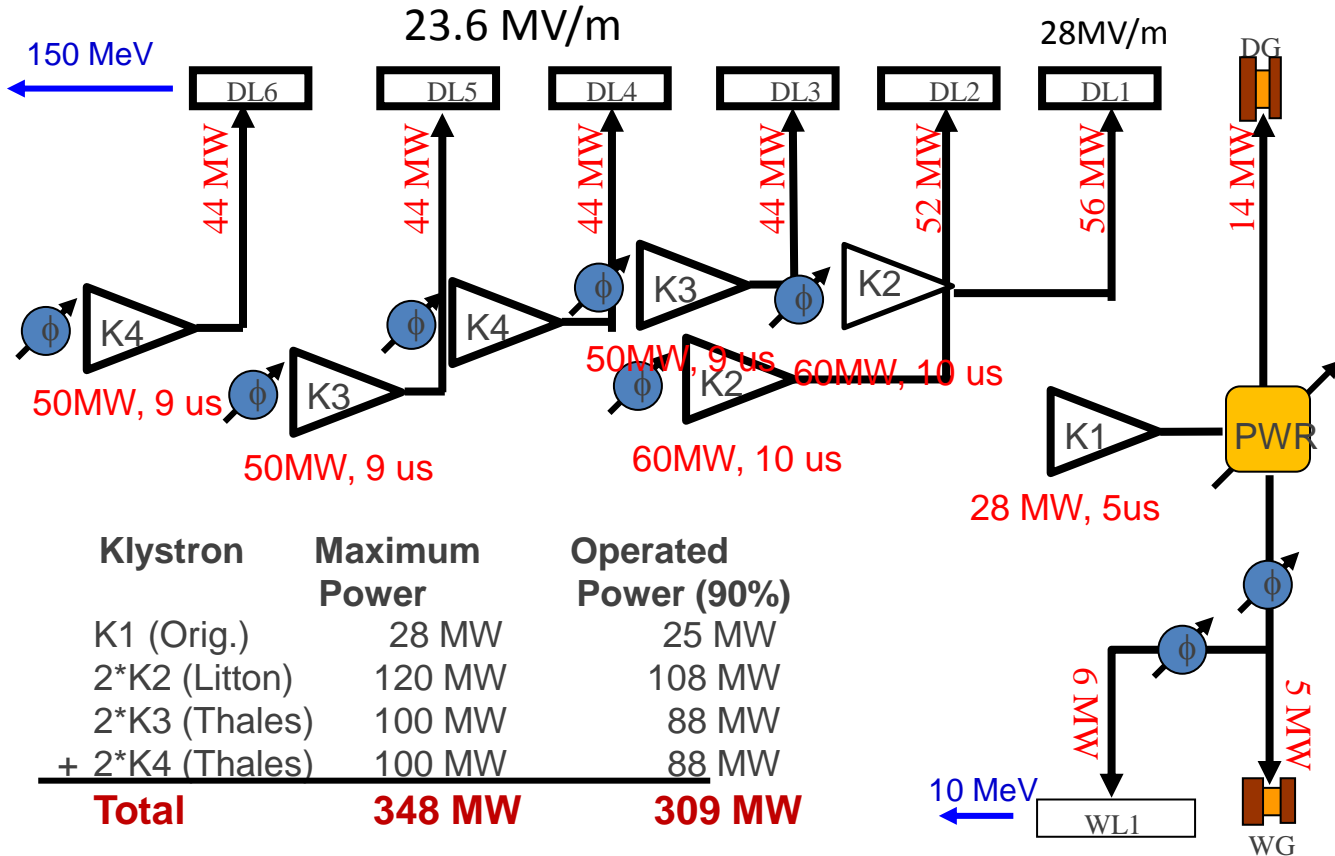 23.6 MV/m
28MV/m
DG
150 MeV
DL6
DL5
DL4
DL3
DL2
DL1
44 MW
44 MW
44 MW
44 MW
52 MW
56 MW
14 MW
ϕ
K4
50MW, 9 us
ϕ
K3
50MW, 9 us
ϕ
K4
ϕ
K3
50MW, 9 us
ϕ
K2
60MW, 10 us
ϕ
K2
60MW, 10 us
K1
28 MW, 5us
PWR
ϕ
ϕ
6 MW
5 MW
10 MeV
WL1
WG
Klystron Maximum Operated
Power Power (90%)
K1 (Orig.) 28 MW 25 MW
2*K2 (Litton) 120 MW 108 MW
2*K3 (Thales) 100 MW 88 MW
+ 2*K4 (Thales) 100 MW 88 MW
Total 348 MW 309 MW